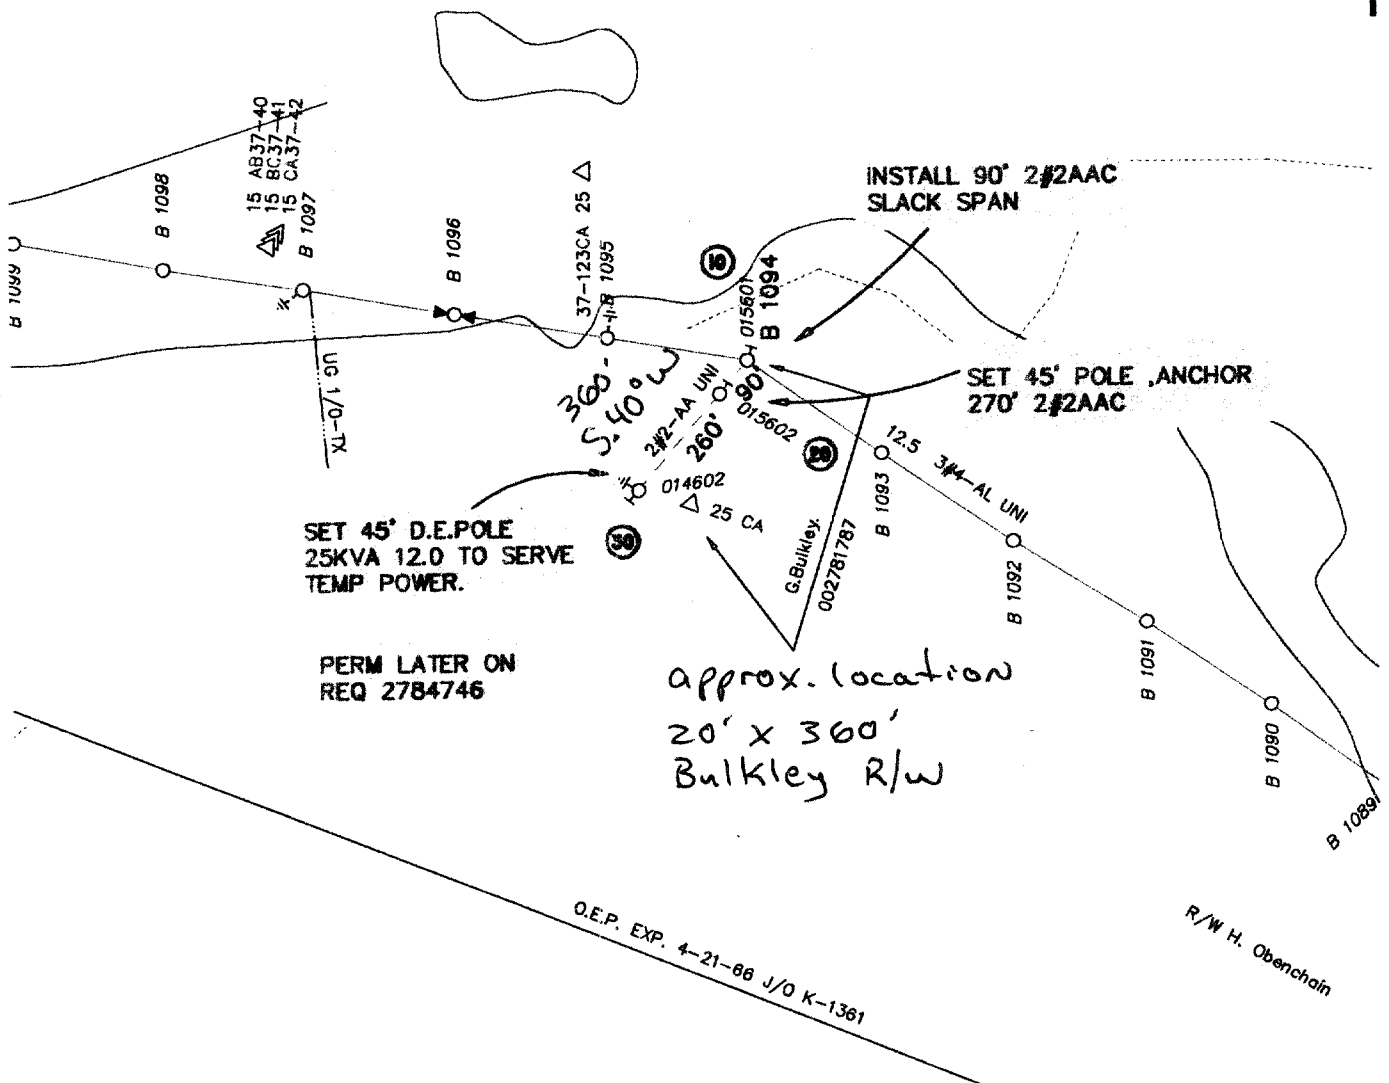 15 AB37-40
15 BC37-41
15 CA37-42
B 1099
B 1098
B 1097
B 1096
37-123CA 25
B 1095
10
015601
B 1094
INSTALL 90' 2#2AAC
SLACK SPAN
SET 45' POLE ,ANCHOR
270' 2#2AAC
UG 1/0-TX
360'
S.40°W
2#2-AA UNI
90'
260'
015602
20
014602
25 CA
30
12.5 3#4-AL UNI
B 1093
B 1092
B 1091
B 1090
B 1089
SET 45' D.E.POLE
25KVA 12.0 TO SERVE
TEMP POWER.
G.Bulkley.
002781787
PERM LATER ON
REQ 2784746
approx. location
20' x 360'
Bulkley R/w
O.E.P. EXP. 4-21-66 J/O K-1361
R/W H. Obenchain